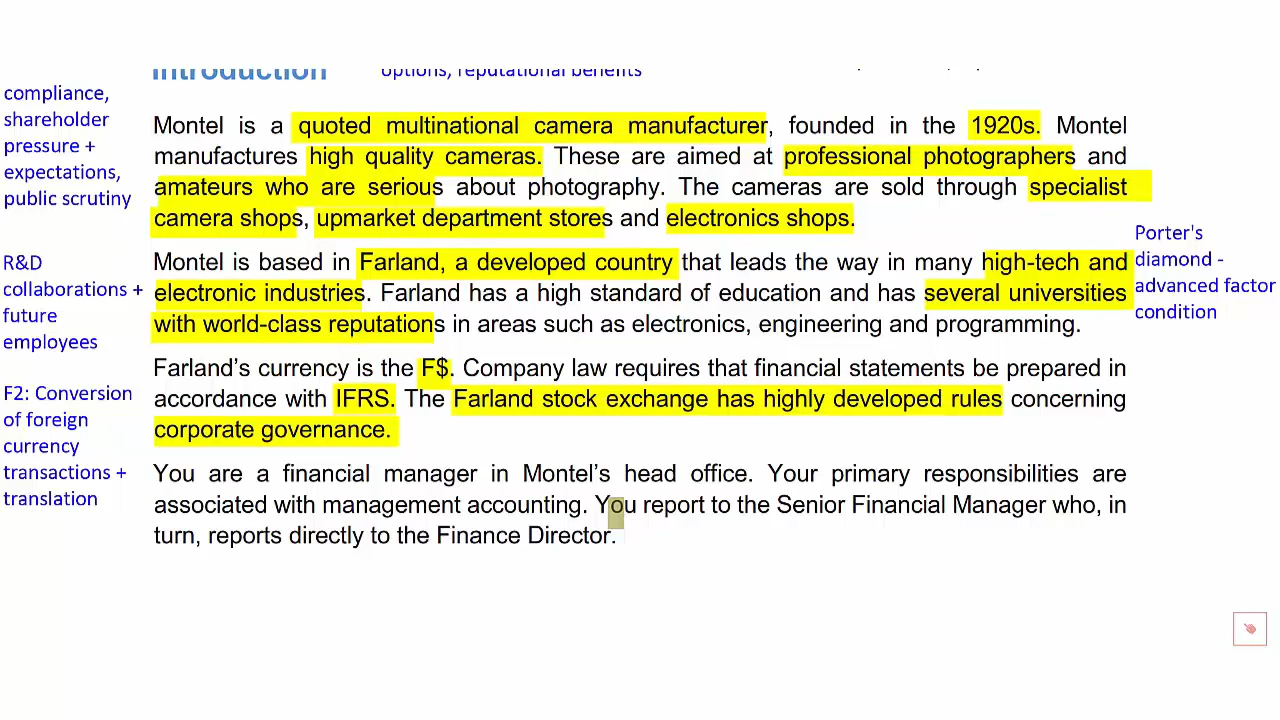 Introduction
options, reputational benefits
compliance,
shareholder
pressure +
expectations,
public scrutiny
Montel is a quoted multinational camera manufacturer, founded in the 1920s. Montel
manufactures high quality cameras. These are aimed at professional photographers and
amateurs who are serious about photography. The cameras are sold through specialist
camera shops, upmarket department stores and electronics shops.
Porter's
diamond -
advanced factor
condition
R&D
collaborations +
future
employees
Montel is based in Farland, a developed country that leads the way in many high-tech and
electronic industries. Farland has a high standard of education and has several universities
with world-class reputations in areas such as electronics, engineering and programming.
F2: Conversion
of foreign
currency
transactions +
translation
Farland's currency is the F$. Company law requires that financial statements be prepared in
accordance with IFRS. The Farland stock exchange has highly developed rules concerning
corporate governance.
You are a financial manager in Montel's head office. Your primary responsibilities are
associated with management accounting. You report to the Senior Financial Manager who, in
turn, reports directly to the Finance Director.